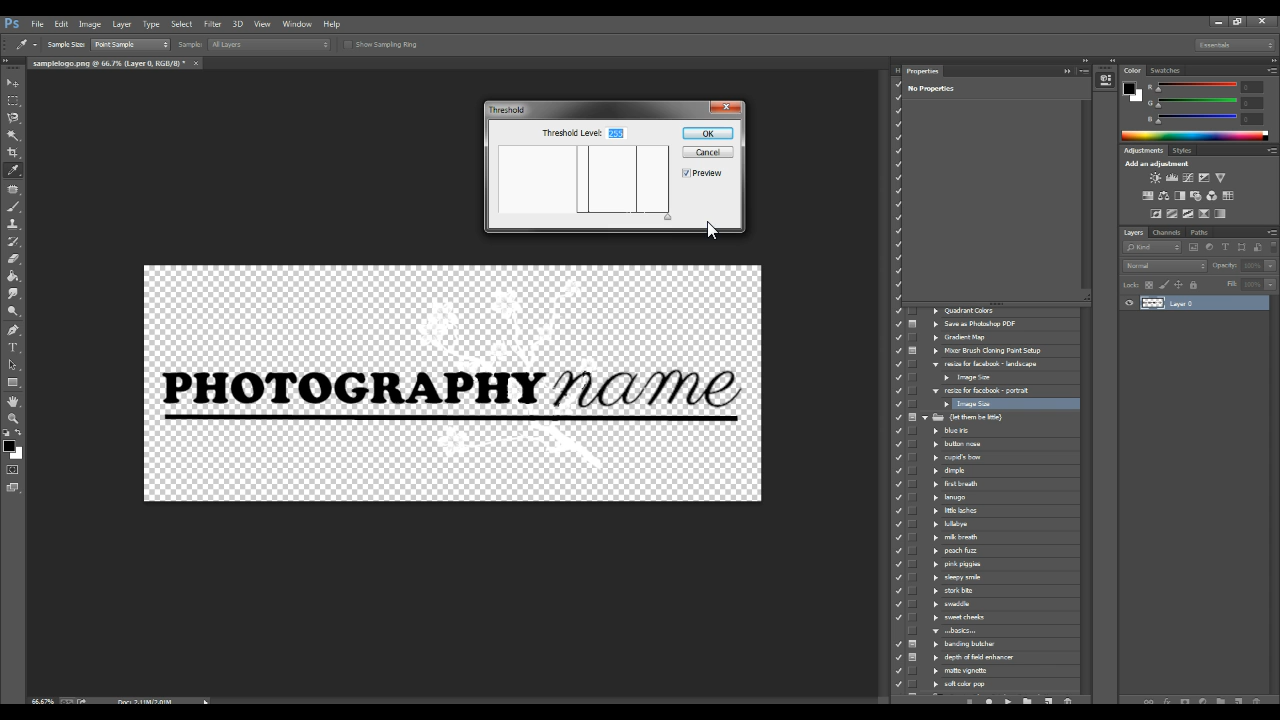 Ps File Edit Image Layer Type Select Filter 3D View Window Help
Sample Size: Point Sample Sample: All Layers Show Sampling Ring Essentials
samplelogo.png @ 66.7% (Layer 0, RGB/8) * ×
Threshold
Threshold Level: 255
OK
Cancel
Preview
PHOTOGRAPHY name
H Properties
No Properties
Quadrant Colors
Save as Photoshop PDF
Gradient Map
Mixer Brush Cloning Paint Setup
resize for facebook - landscape
Image Size
resize for facebook - portrait
Image Size
{let them be little}
blue iris
button nose
cupid's bow
dimple
first breath
lanugo
little lashes
lullabye
milk breath
peach fuzz
pink piggies
sleepy smile
stork bite
swaddle
sweet cheeks
...basics...
banding butcher
depth of field enhancer
matte vignette
soft color pop
Color Swatches
R
G
B
Adjustments Styles
Add an adjustment
Layers Channels Paths
Kind
Normal Opacity: 100%
Lock: Fill: 100%
Layer 0
66.67% Doc: 2.11M/2.01M